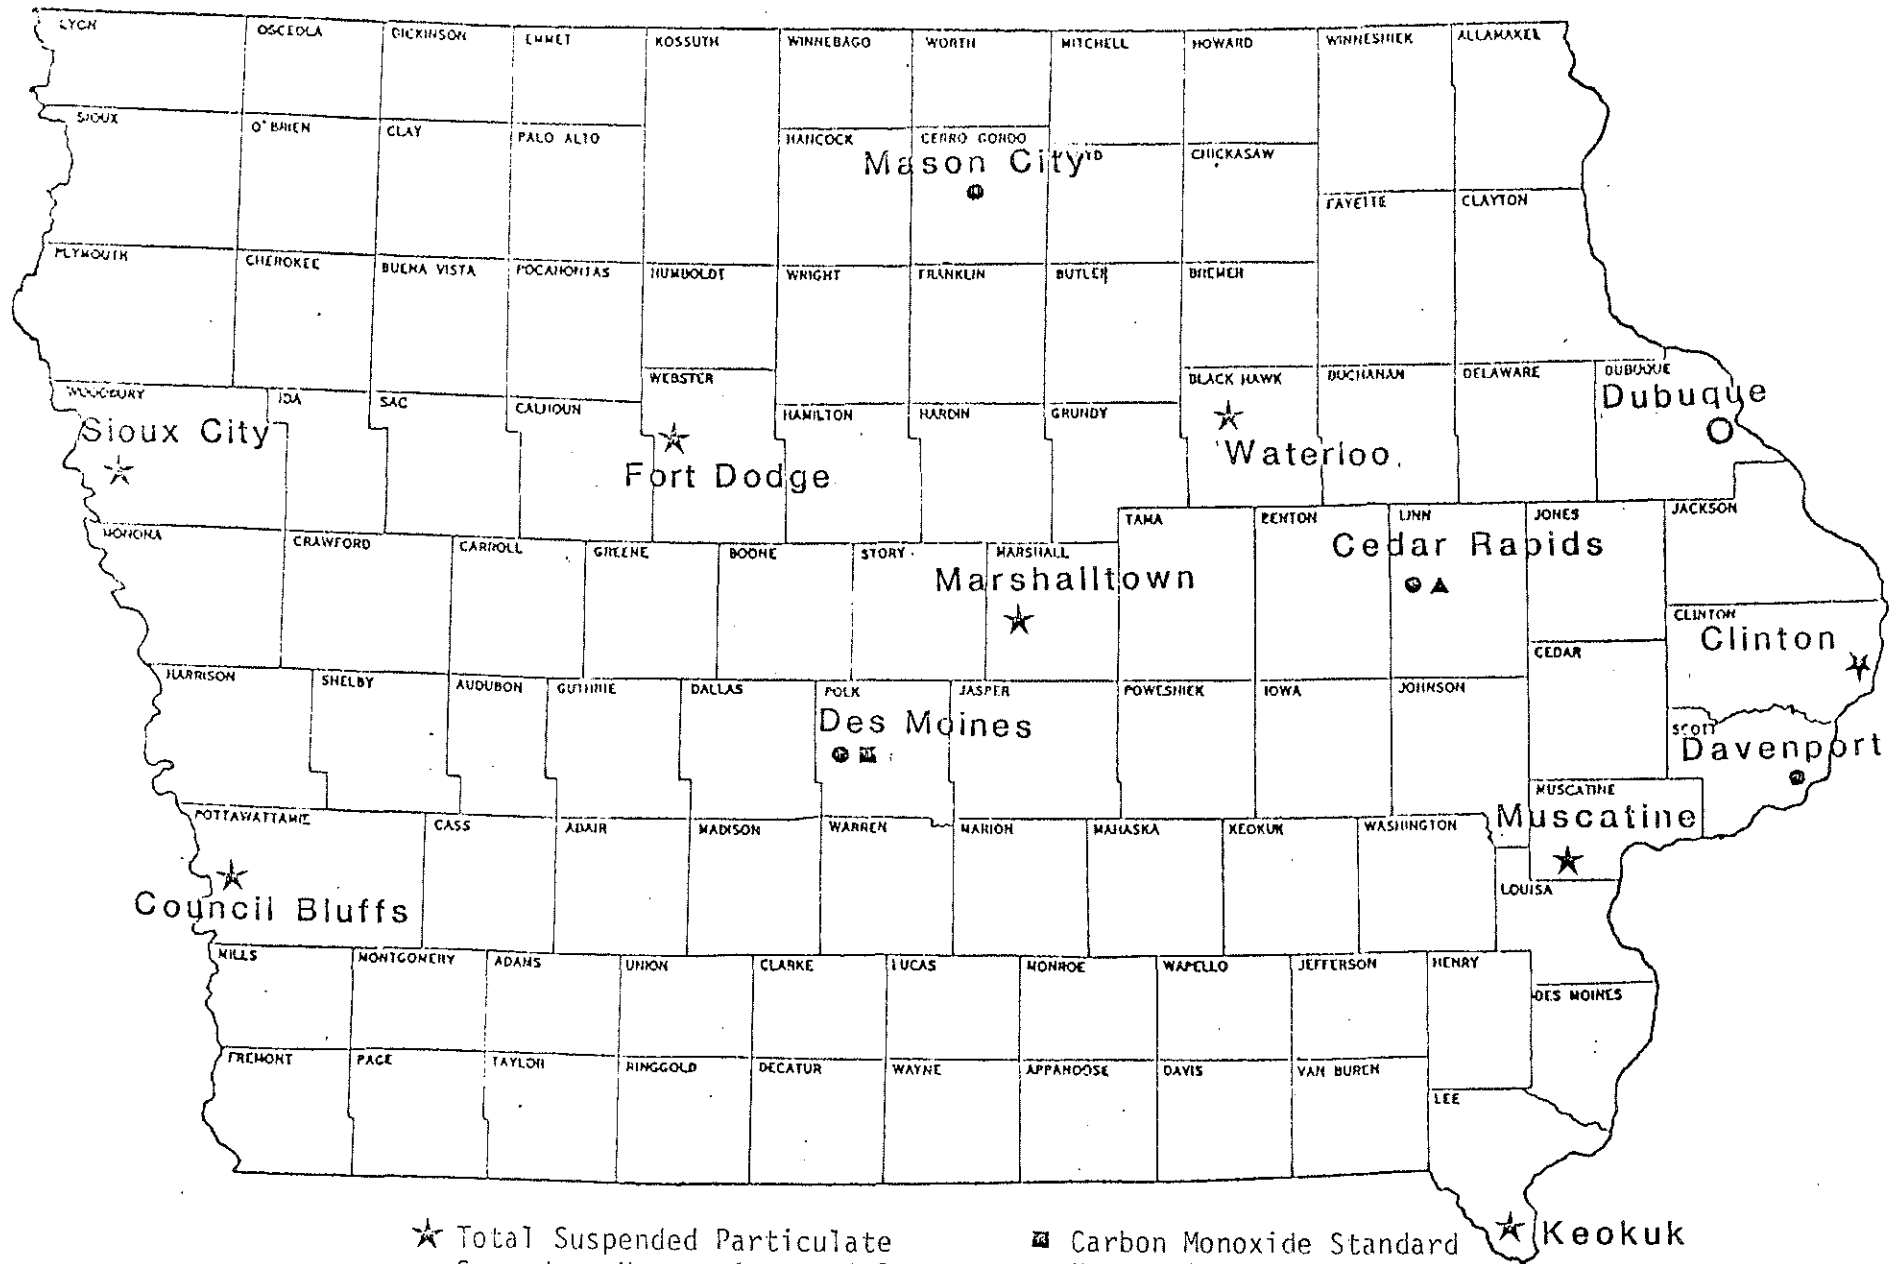 LYON OSCEOLA DICKINSON EMMET KOSSUTH WINNEBAGO WORTH MITCHELL HOWARD WINNESHIEK ALLAMAKEE
SIOUX O'BRIEN CLAY PALO ALTO HANCOCK CERRO GORDO CHICKASAW
Mason City
FAYETTE CLAYTON
PLYMOUTH CHEROKEE BUENA VISTA POCAHONTAS HUMBOLDT WRIGHT FRANKLIN BUTLER BREMER
WEBSTER BLACK HAWK BUCHANAN DELAWARE DUBUQUE
Dubuque
WOODBURY IDA SAC CALHOUN HAMILTON HARDIN GRUNDY
Sioux City
Waterloo
Fort Dodge
TAMA BENTON LINN JONES JACKSON
Cedar Rapids
MONONA CRAWFORD CARROLL GREENE BOONE STORY MARSHALL
Marshalltown
CLINTON
Clinton
CEDAR
HARRISON SHELBY AUDUBON GUTHRIE DALLAS POLK JASPER POWESHIEK IOWA JOHNSON
Des Moines
SCOTT
Davenport
MUSCATINE
Muscatine
POTTAWATTAMIE CASS ADAIR MADISON WARREN MARION MAHASKA KEOKUK WASHINGTON
LOUISA
Council Bluffs
MILLS MONTGOMERY ADAMS UNION CLARKE LUCAS MONROE WAPELLO JEFFERSON HENRY
DES MOINES
FREMONT PAGE TAYLOR RINGGOLD DECATUR WAYNE APPANOOSE DAVIS VAN BUREN
LEE
Keokuk
Total Suspended Particulate
Carbon Monoxide Standard